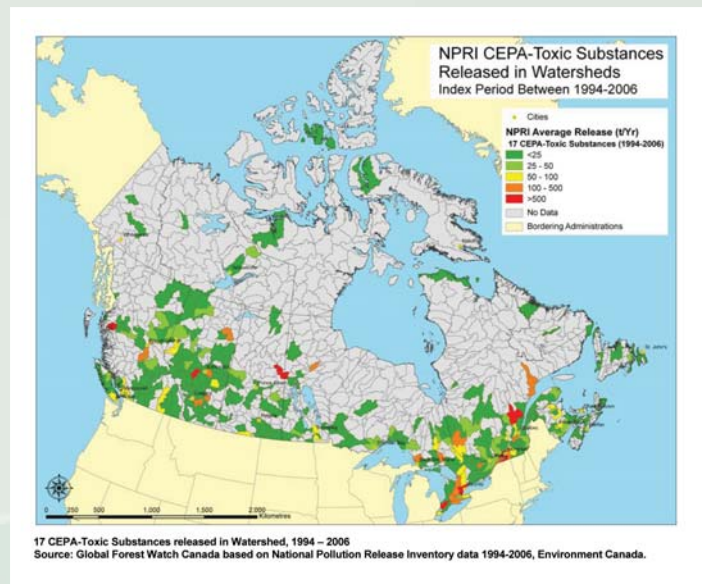 NPRI CEPA-Toxic Substances
Released in Watersheds
Index Period Between 1994-2006
Cities
NPRI Average Release (t/Yr)
17 CEPA-Toxic Substances (1994-2006)
<25
25 - 50
50 - 100
100 - 500
>500
No Data
Bordering Administrations
St. John's
0 250 500 1,000 1,500 2,000
Kilometres
17 CEPA-Toxic Substances released in Watershed, 1994 – 2006
Source: Global Forest Watch Canada based on National Pollution Release Inventory data 1994-2006, Environment Canada.